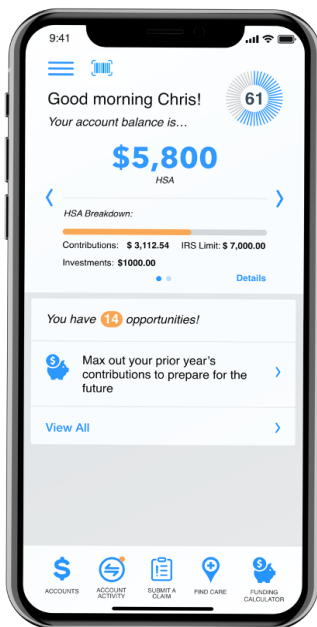 9:41
Good morning Chris!
61
Your account balance is...
$5,800
HSA
HSA Breakdown:
Contributions: $ 3,112.54 IRS Limit: $ 7,000.00
Investments: $1000.00
Details
You have 14 opportunities!
$
Max out your prior year's
contributions to prepare for the
future
View All
$
$
ACCOUNTS
ACCOUNT
ACTIVITY
SUBMIT A
CLAIM
FIND CARE
FUNDING
CALCULATOR